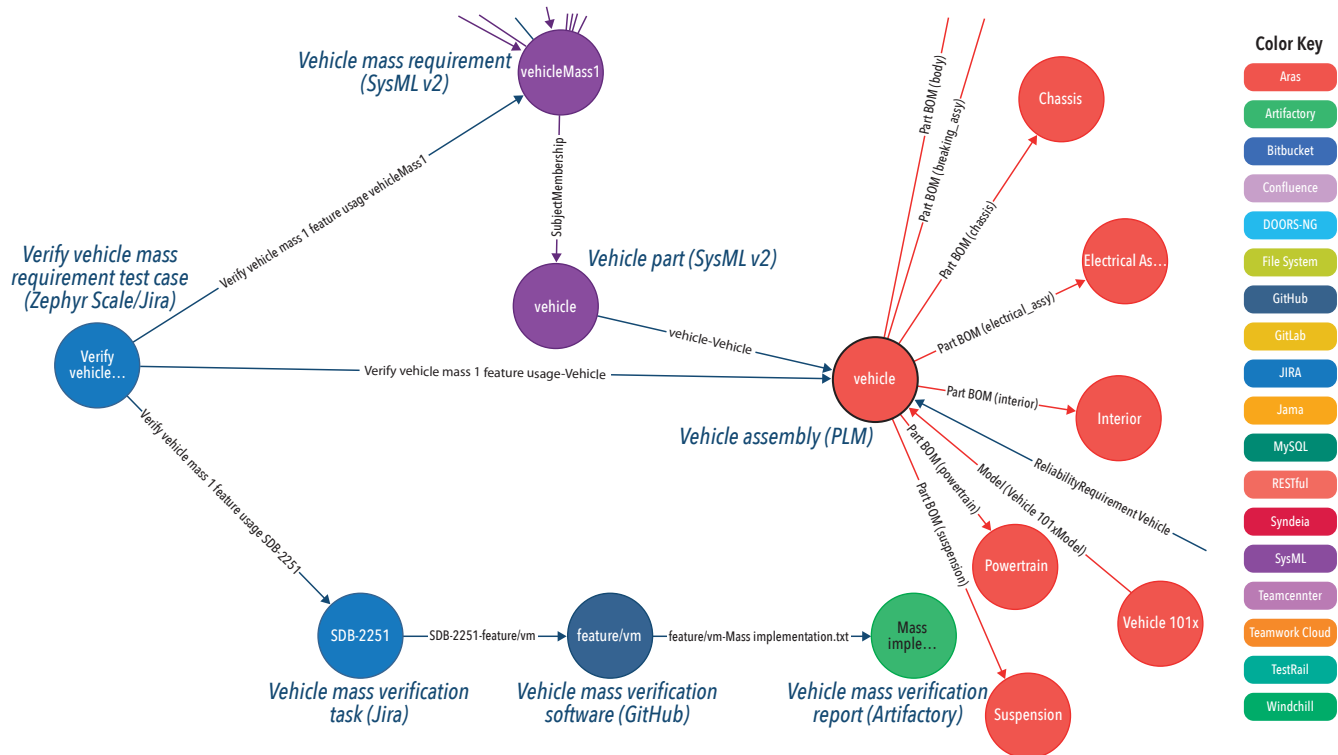 Vehicle mass requirement
(SysML v2)
vehicleMass1
Part BOM (body)
Part BOM (breaking_assy)
Chassis
Part BOM (chassis)
SubjectMembership
Verify vehicle mass 1 feature usage vehicleMass1
Verify vehicle mass
requirement test case
(Zephyr Scale/Jira)
Vehicle part (SysML v2)
vehicle
Electrical As...
Part BOM (electrical_assy)
vehicle-Vehicle
Verify
vehicle...
Verify vehicle mass 1 feature usage-Vehicle
vehicle
Vehicle assembly (PLM)
Part BOM (interior)
Interior
Verify vehicle mass 1 feature usage SDB-2251
Part BOM (powertrain)
Part BOM (suspension)
Model (Vehicle 101xModel)
ReliabilityRequirementVehicle
Powertrain
Vehicle 101x
Suspension
SDB-2251
SDB-2251-feature/vm
feature/vm
feature/vm-Mass implementation.txt
Mass
imple...
Vehicle mass verification
task (Jira)
Vehicle mass verification
software (GitHub)
Vehicle mass verification
report (Artifactory)
Color Key
Aras
Artifactory
Bitbucket
Confluence
DOORS-NG
File System
GitHub
GitLab
JIRA
Jama
MySQL
RESTful
Syndeia
SysML
Teamcennter
Teamwork Cloud
TestRail
Windchill